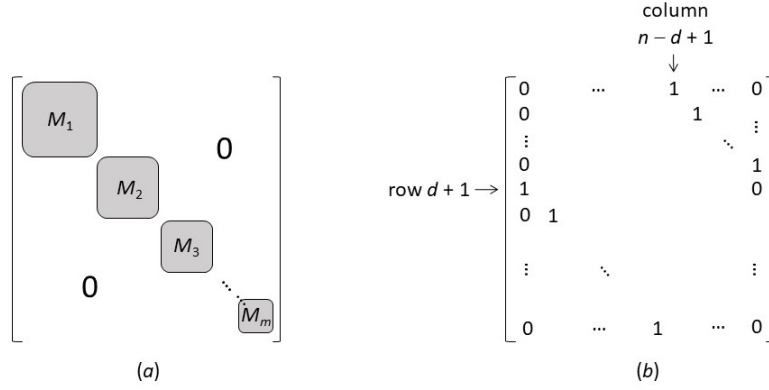 column
n – d + 1
↓
M₁ 0
M₂
M₃
0 ⋱
Mₘ
0 ⋯ 1 ⋯ 0
0 1 ⋮
⋮ ⋱
0 1
row d + 1 → 1 0
0 1
⋮ ⋱ ⋮
0 ⋯ 1 ⋯ 0
(a) (b)